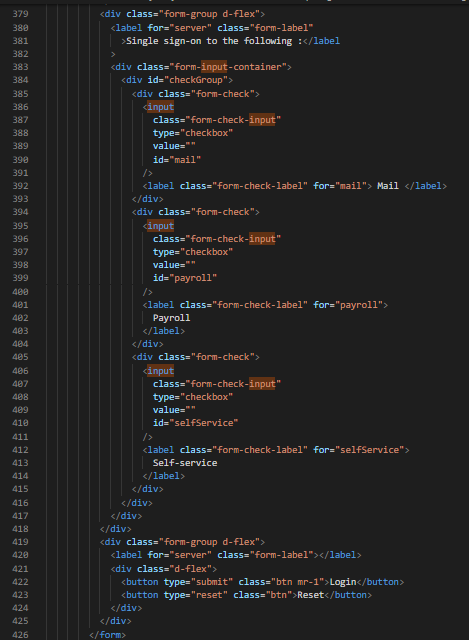 379 <div class="form-group d-flex">
380 <label for="server" class="form-label"
381 >Single sign-on to the following :</label
382 >
383 <div class="form-input-container">
384 <div id="checkGroup">
385 <div class="form-check">
386 <input
387 class="form-check-input"
388 type="checkbox"
389 value=""
390 id="mail"
391 />
392 <label class="form-check-label" for="mail"> Mail </label>
393 </div>
394 <div class="form-check">
395 <input
396 class="form-check-input"
397 type="checkbox"
398 value=""
399 id="payroll"
400 />
401 <label class="form-check-label" for="payroll">
402 Payroll
403 </label>
404 </div>
405 <div class="form-check">
406 <input
407 class="form-check-input"
408 type="checkbox"
409 value=""
410 id="selfService"
411 />
412 <label class="form-check-label" for="selfService">
413 Self-service
414 </label>
415 </div>
416 </div>
417 </div>
418 </div>
419 <div class="form-group d-flex">
420 <label for="server" class="form-label"></label>
421 <div class="d-flex">
422 <button type="submit" class="btn mr-1">Login</button>
423 <button type="reset" class="btn">Reset</button>
424 </div>
425 </div>
426 </form>